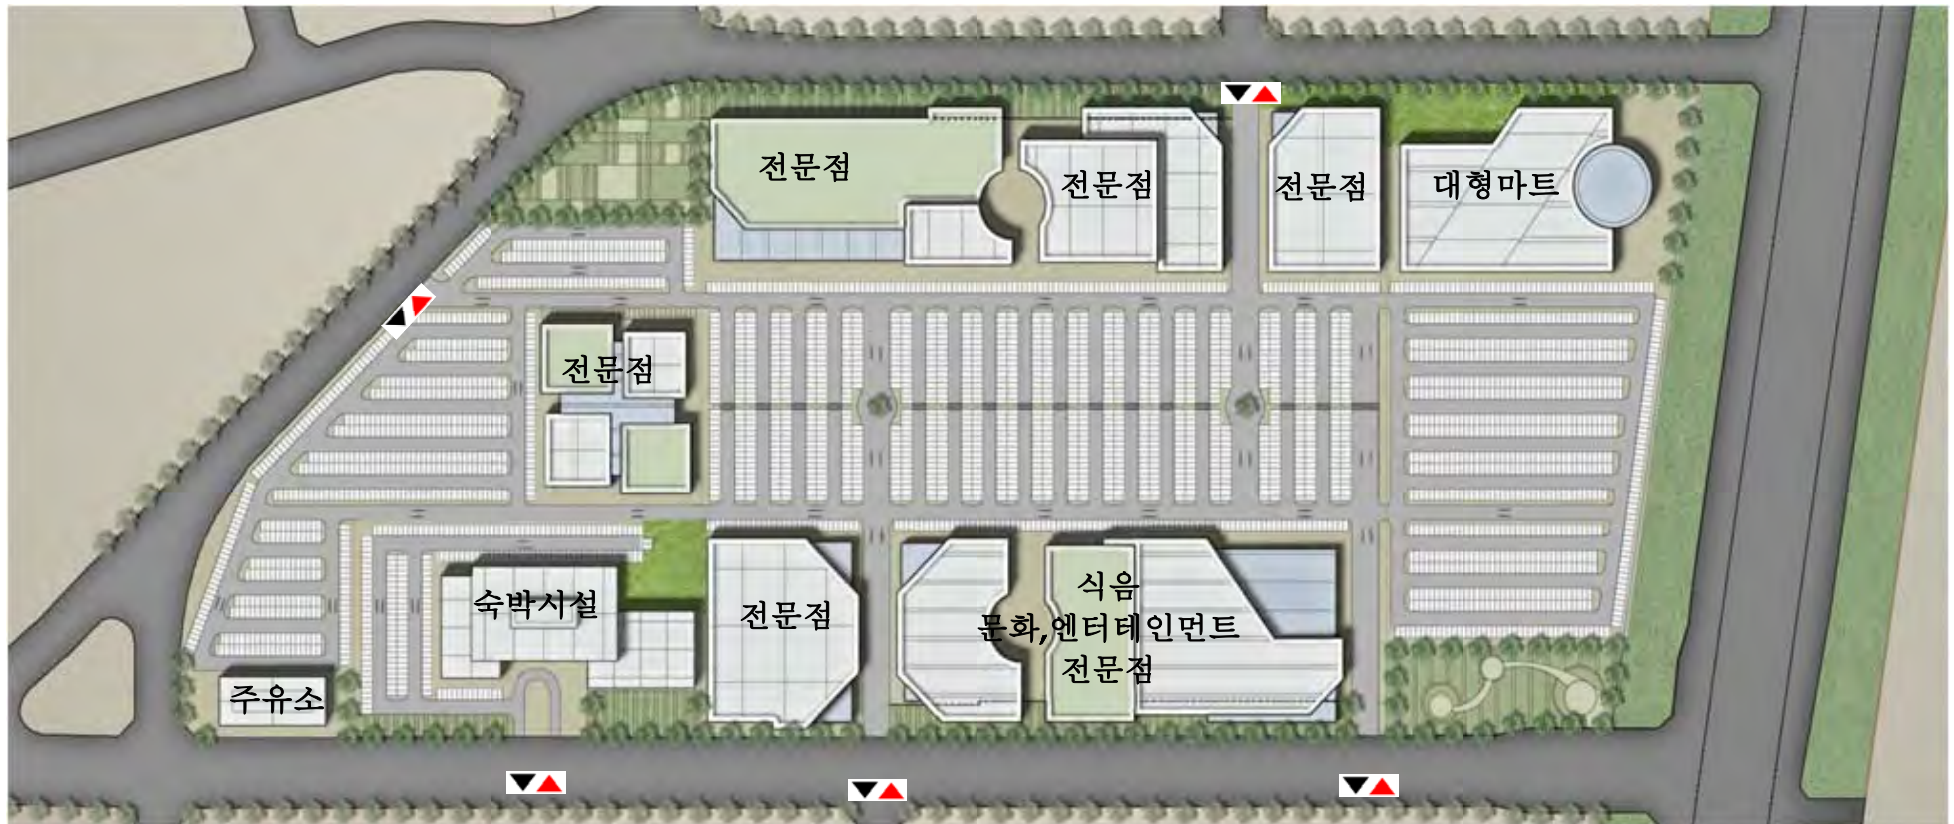 전문점
전문점
전문점
대형마트
전문점
숙박시설
전문점
식음
문화,엔터테인먼트
전문점
주유소